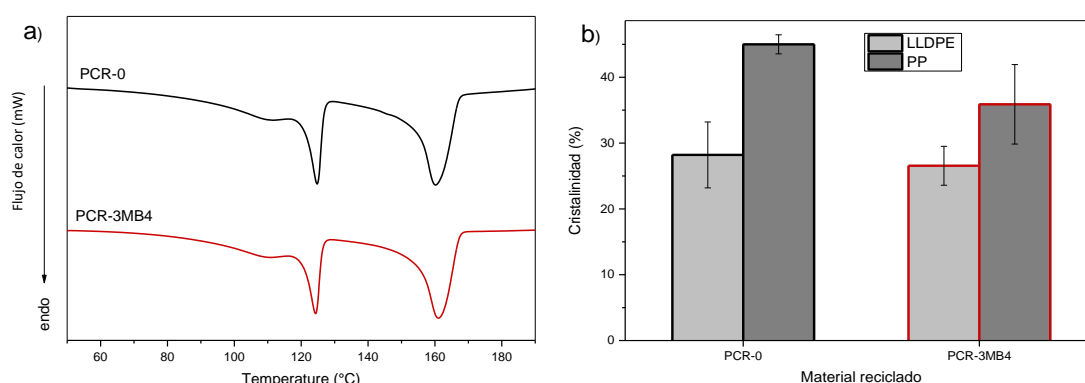 a)
PCR-0
PCR-3MB4
Flujo de calor (mW)
endo
60 80 100 120 140 160 180
Temperature (°C)
b)
LLDPE
PP
40
30
20
10
0
Cristalinidad (%)
PCR-0 PCR-3MB4
Material reciclado